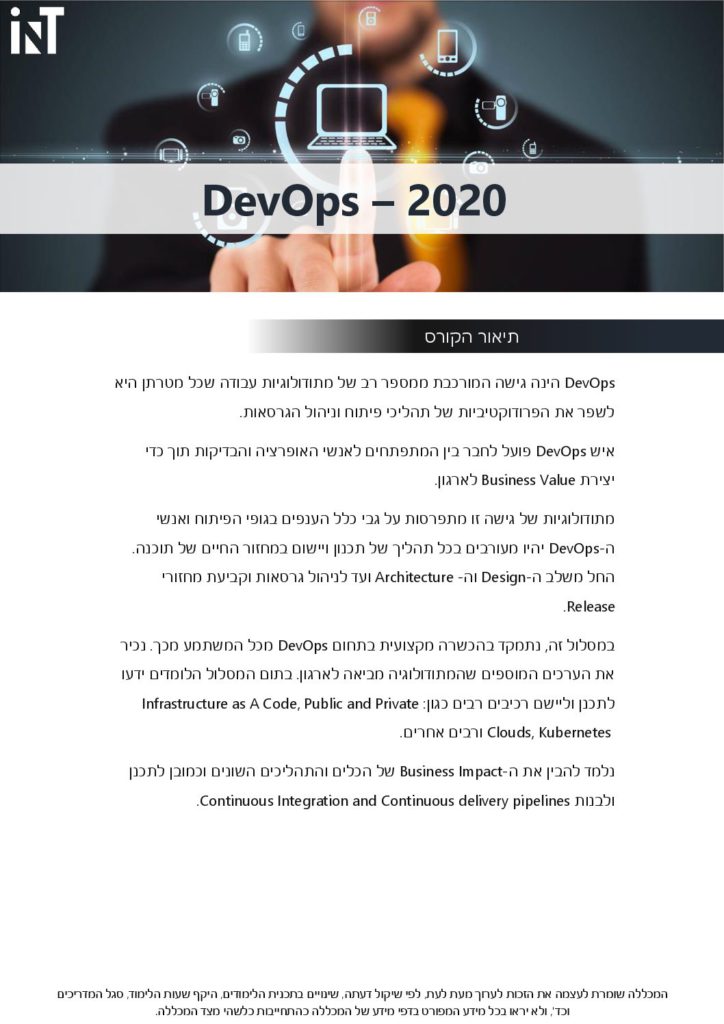 iNT
DevOps – 2020
תיאור הקורס
DevOps הינה גישה המורכבת ממספר רב של מתודולוגיות עבודה שכל מטרתן היא
לשפר את הפרודוקטיביות של תהליכי פיתוח וניהול הגרסאות.
איש DevOps פועל לחבר בין המתפתחים לאנשי האופרציה והבדיקות תוך כדי
יצירת Business Value לארגון.
מתודולוגיות של גישה זו מתפרסות על גבי כלל הענפים בגופי הפיתוח ואנשי
ה-DevOps יהיו מעורבים בכל תהליך של תכנון ויישום במחזור החיים של תוכנה.
החל משלב ה-Design וה- Architecture ועד לניהול גרסאות וקביעת מחזורי
Release.
במסלול זה, נתמקד בהכשרה מקצועית בתחום DevOps מכל המשתמע מכך. נכיר
את הערכים המוספים שהמתודולוגיה מביאה לארגון. בתום המסלול הלומדים ידעו
לתכנן וליישם רכיבים רבים כגון: Infrastructure as A Code, Public and Private
Clouds, Kubernetes ורבים אחרים.
נלמד להבין את ה-Business Impact של הכלים והתהליכים השונים וכמובן לתכנן
ולבנות Continuous Integration and Continuous delivery pipelines.
המכללה שומרת לעצמה את הזכות לערוך מעת לעת, לפי שיקול דעתה, שינויים בתכנית הלימודים, היקף שעות הלימוד, סגל המדריכים
וכד', ולא יראו בכל מידע המפורט בדפי מידע של המכללה כהתחייבות כלשהי מצד המכללה.